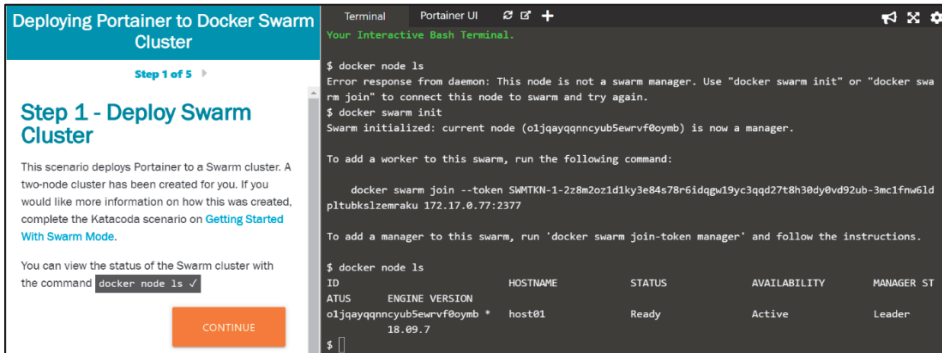 Deploying Portainer to Docker Swarm
Cluster
Step 1 of 5
Step 1 - Deploy Swarm
Cluster
This scenario deploys Portainer to a Swarm cluster. A
two-node cluster has been created for you. If you
would like more information on how this was created,
complete the Katacoda scenario on Getting Started
With Swarm Mode.
You can view the status of the Swarm cluster with
the command docker node ls ✓
CONTINUE
Terminal Portainer UI
Your Interactive Bash Terminal.
$ docker node ls
Error response from daemon: This node is not a swarm manager. Use "docker swarm init" or "docker swa
rm join" to connect this node to swarm and try again.
$ docker swarm init
Swarm initialized: current node (o1jqayqqnncyub5ewrvf0oymb) is now a manager.
To add a worker to this swarm, run the following command:
docker swarm join --token SWMTKN-1-2z8m2oz1d1ky3e84s78r6idqgw19yc3qqd27t8h30dy0vd92ub-3mc1fnw6ld
pltubkslzemraku 172.17.0.77:2377
To add a manager to this swarm, run 'docker swarm join-token manager' and follow the instructions.
$ docker node ls
ID HOSTNAME STATUS AVAILABILITY MANAGER ST
ATUS ENGINE VERSION
o1jqayqqnncyub5ewrvf0oymb * host01 Ready Active Leader
18.09.7
$